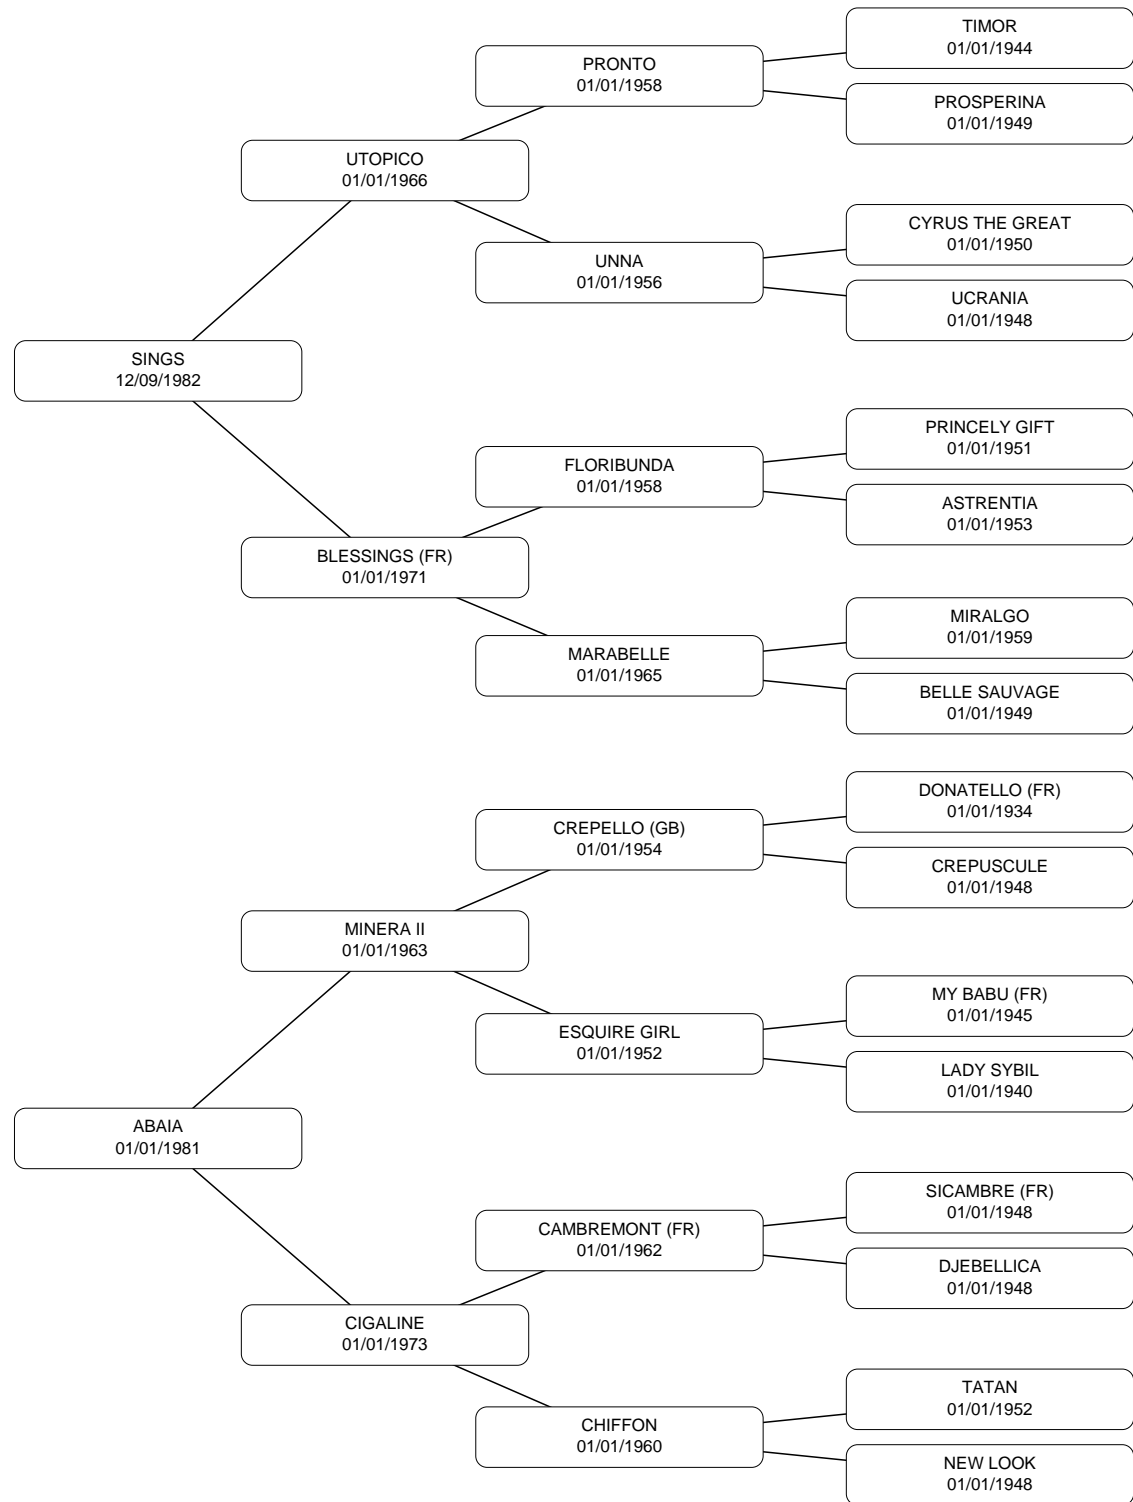 TIMOR
01/01/1944
PRONTO
01/01/1958
PROSPERINA
01/01/1949
UTOPICO
01/01/1966
CYRUS THE GREAT
01/01/1950
UNNA
01/01/1956
UCRANIA
01/01/1948
SINGS
12/09/1982
PRINCELY GIFT
01/01/1951
FLORIBUNDA
01/01/1958
ASTRENTIA
01/01/1953
BLESSINGS (FR)
01/01/1971
MIRALGO
01/01/1959
MARABELLE
01/01/1965
BELLE SAUVAGE
01/01/1949
DONATELLO (FR)
01/01/1934
CREPELLO (GB)
01/01/1954
CREPUSCULE
01/01/1948
MINERA II
01/01/1963
MY BABU (FR)
01/01/1945
ESQUIRE GIRL
01/01/1952
LADY SYBIL
01/01/1940
ABAIA
01/01/1981
SICAMBRE (FR)
01/01/1948
CAMBREMONT (FR)
01/01/1962
DJEBELLICA
01/01/1948
CIGALINE
01/01/1973
TATAN
01/01/1952
CHIFFON
01/01/1960
NEW LOOK
01/01/1948